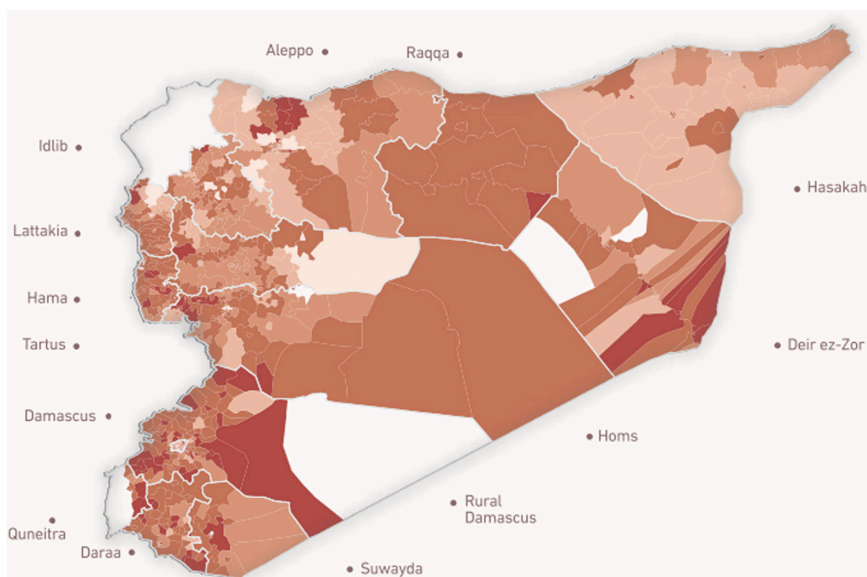 Aleppo
Raqqa
Idlib
Hasakah
Lattakia
Hama
Tartus
Deir ez-Zor
Damascus
Homs
Rural
Damascus
Quneitra
Daraa
Suwayda